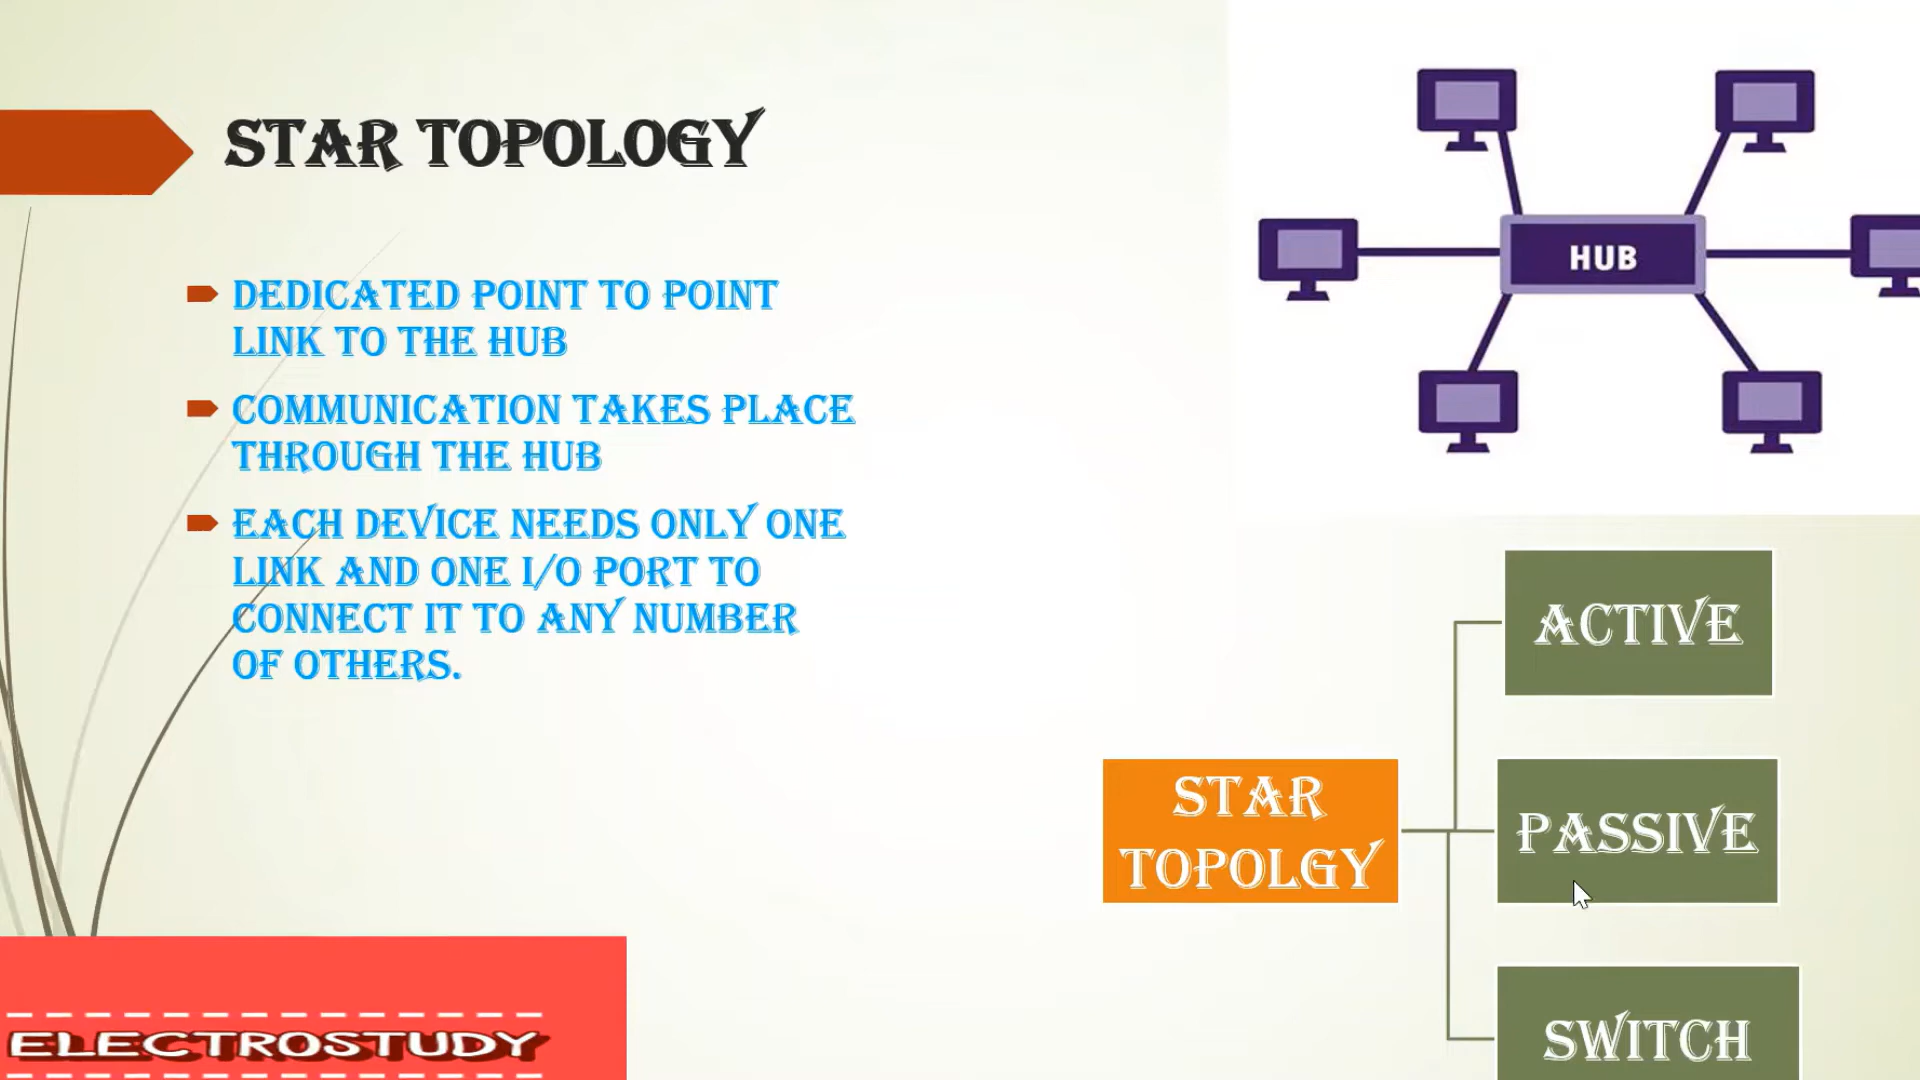 STAR TOPOLOGY
DEDICATED POINT TO POINT
LINK TO THE HUB
COMMUNICATION TAKES PLACE
THROUGH THE HUB
EACH DEVICE NEEDS ONLY ONE
LINK AND ONE I/O PORT TO
CONNECT IT TO ANY NUMBER
OF OTHERS.
HUB
ACTIVE
STAR
TOPOLGY
PASSIVE
SWITCH
ELECTROSTUDY